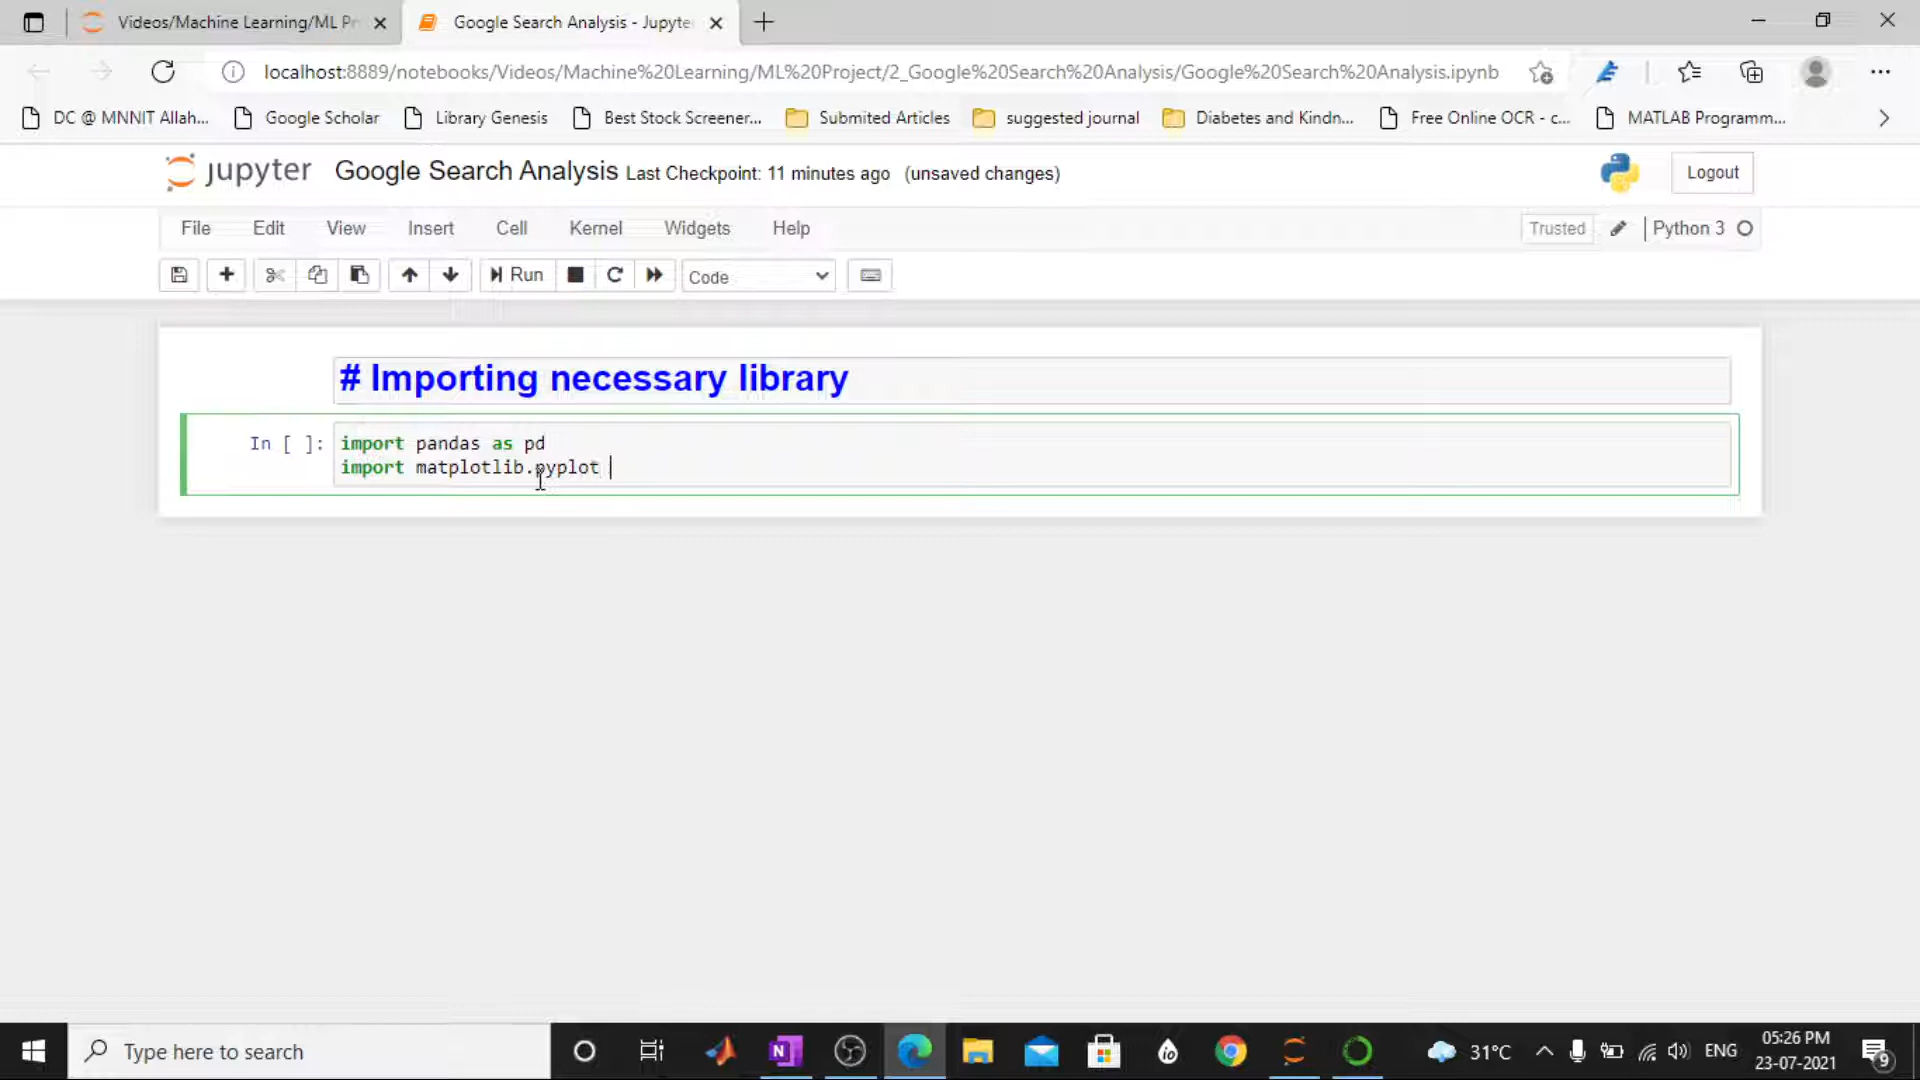 Videos/Machine Learning/ML Pr
Google Search Analysis - Jupyte
localhost:8889/notebooks/Videos/Machine%20Learning/ML%20Project/2_Google%20Search%20Analysis/Google%20Search%20Analysis.ipynb
DC @ MNNIT Allah... Google Scholar Library Genesis Best Stock Screener... Submited Articles suggested journal Diabetes and Kindn... Free Online OCR - c... MATLAB Programm...
jupyter Google Search Analysis Last Checkpoint: 11 minutes ago (unsaved changes) Logout
File Edit View Insert Cell Kernel Widgets Help Trusted Python 3
Run Code
# Importing necessary library
In [ ]: import pandas as pd
import matplotlib.pyplot
Type here to search N io 31°C ENG 05:26 PM
23-07-2021 9